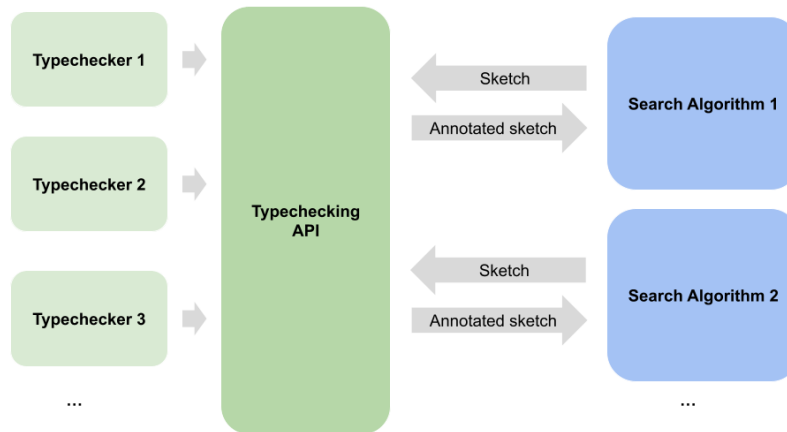 Typechecker 1
Typechecker 2
Typechecker 3
...
Typechecking
API
Sketch
Annotated sketch
Sketch
Annotated sketch
Search Algorithm 1
Search Algorithm 2
...